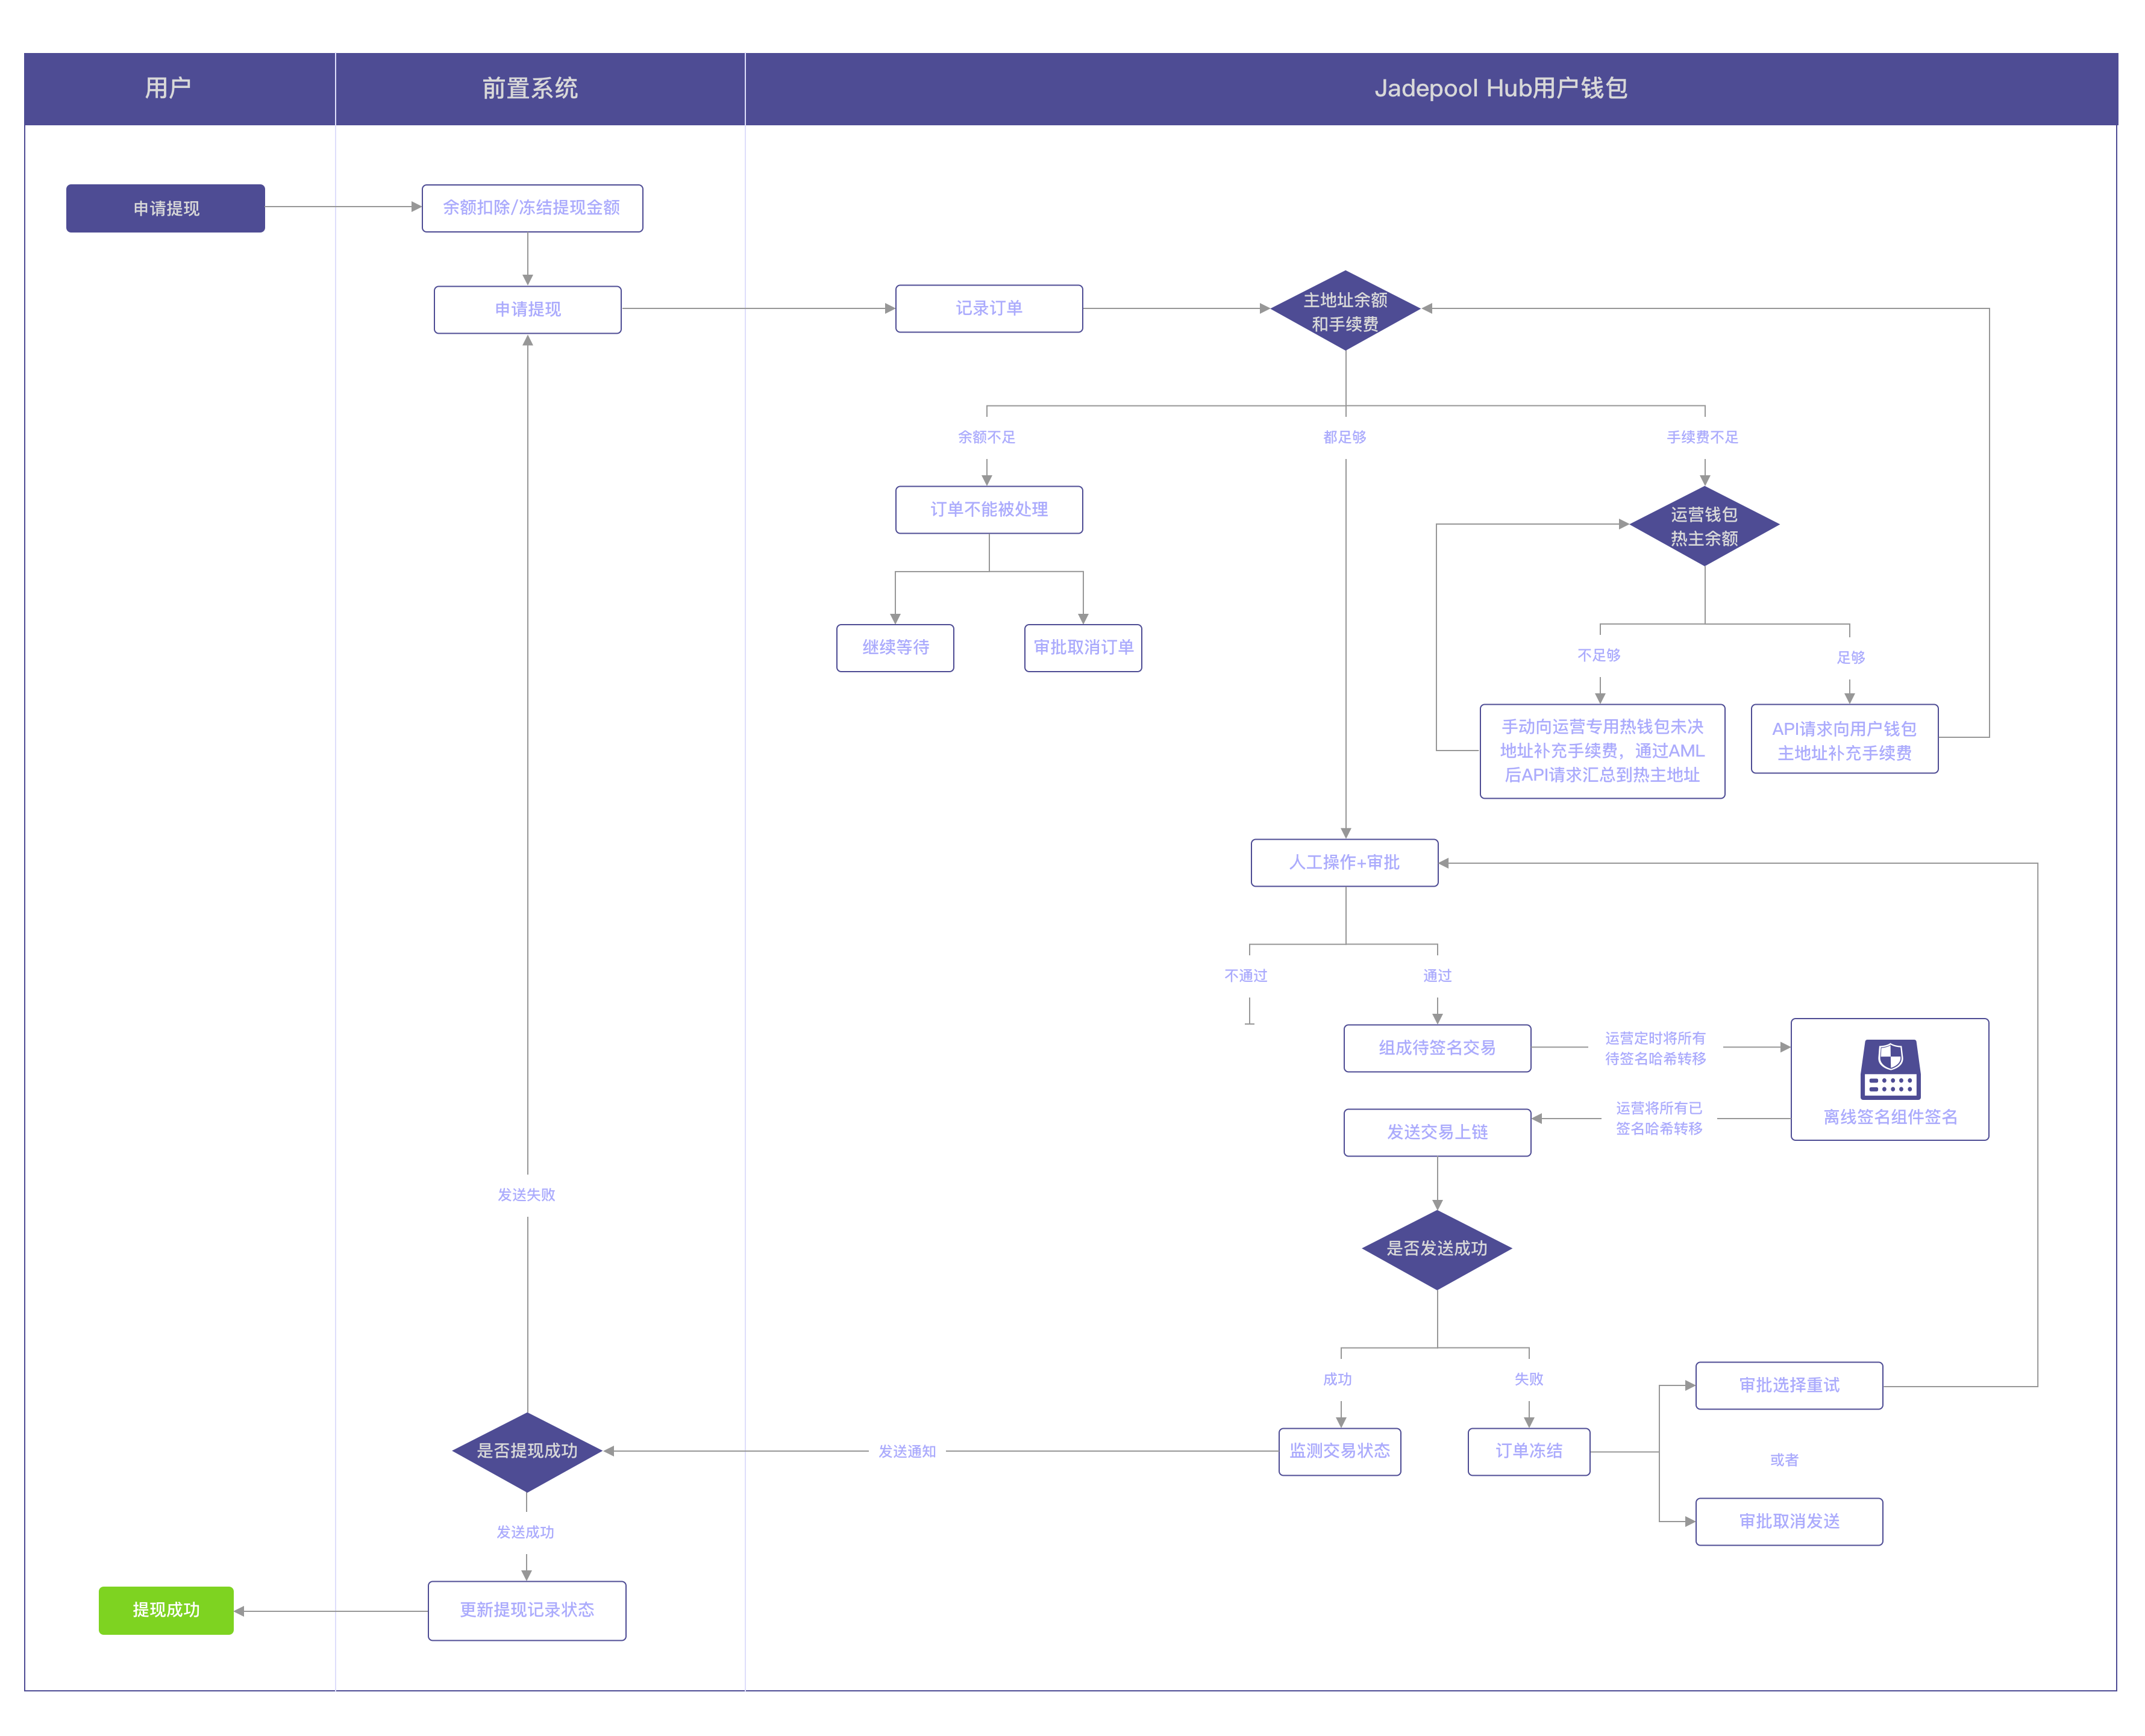 用户
前置系统
Jadepool Hub用户钱包
申请提现
余额扣除/冻结提现金额
申请提现
记录订单
主地址余额
和手续费
余额不足
都足够
手续费不足
订单不能被处理
运营钱包
热主余额
继续等待
审批取消订单
不足够
足够
手动向运营专用热钱包未决
地址补充手续费，通过AML
后API请求汇总到热主地址
API请求向用户钱包
主地址补充手续费
人工操作+审批
不通过
通过
组成待签名交易
运营定时将所有
待签名哈希转移
离线签名组件签名
发送交易上链
运营将所有已
签名哈希转移
发送失败
是否发送成功
成功
失败
审批选择重试
是否提现成功
发送通知
监测交易状态
订单冻结
或者
审批取消发送
发送成功
提现成功
更新提现记录状态